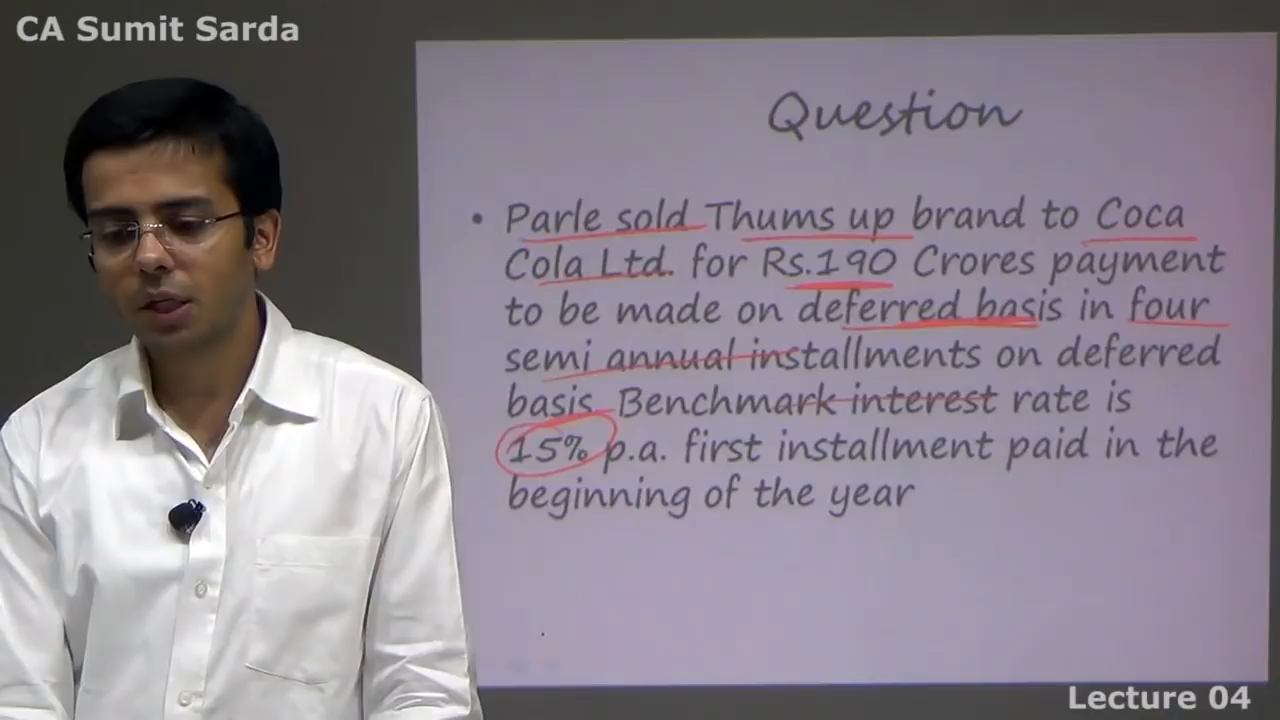 CA Sumit Sarda
Question
• Parle sold Thums up brand to Coca
Cola Ltd. for Rs.190 Crores payment
to be made on deferred basis in four
semi annual installments on deferred
basis. Benchmark interest rate is
15% p.a. first installment paid in the
beginning of the year
Lecture 04